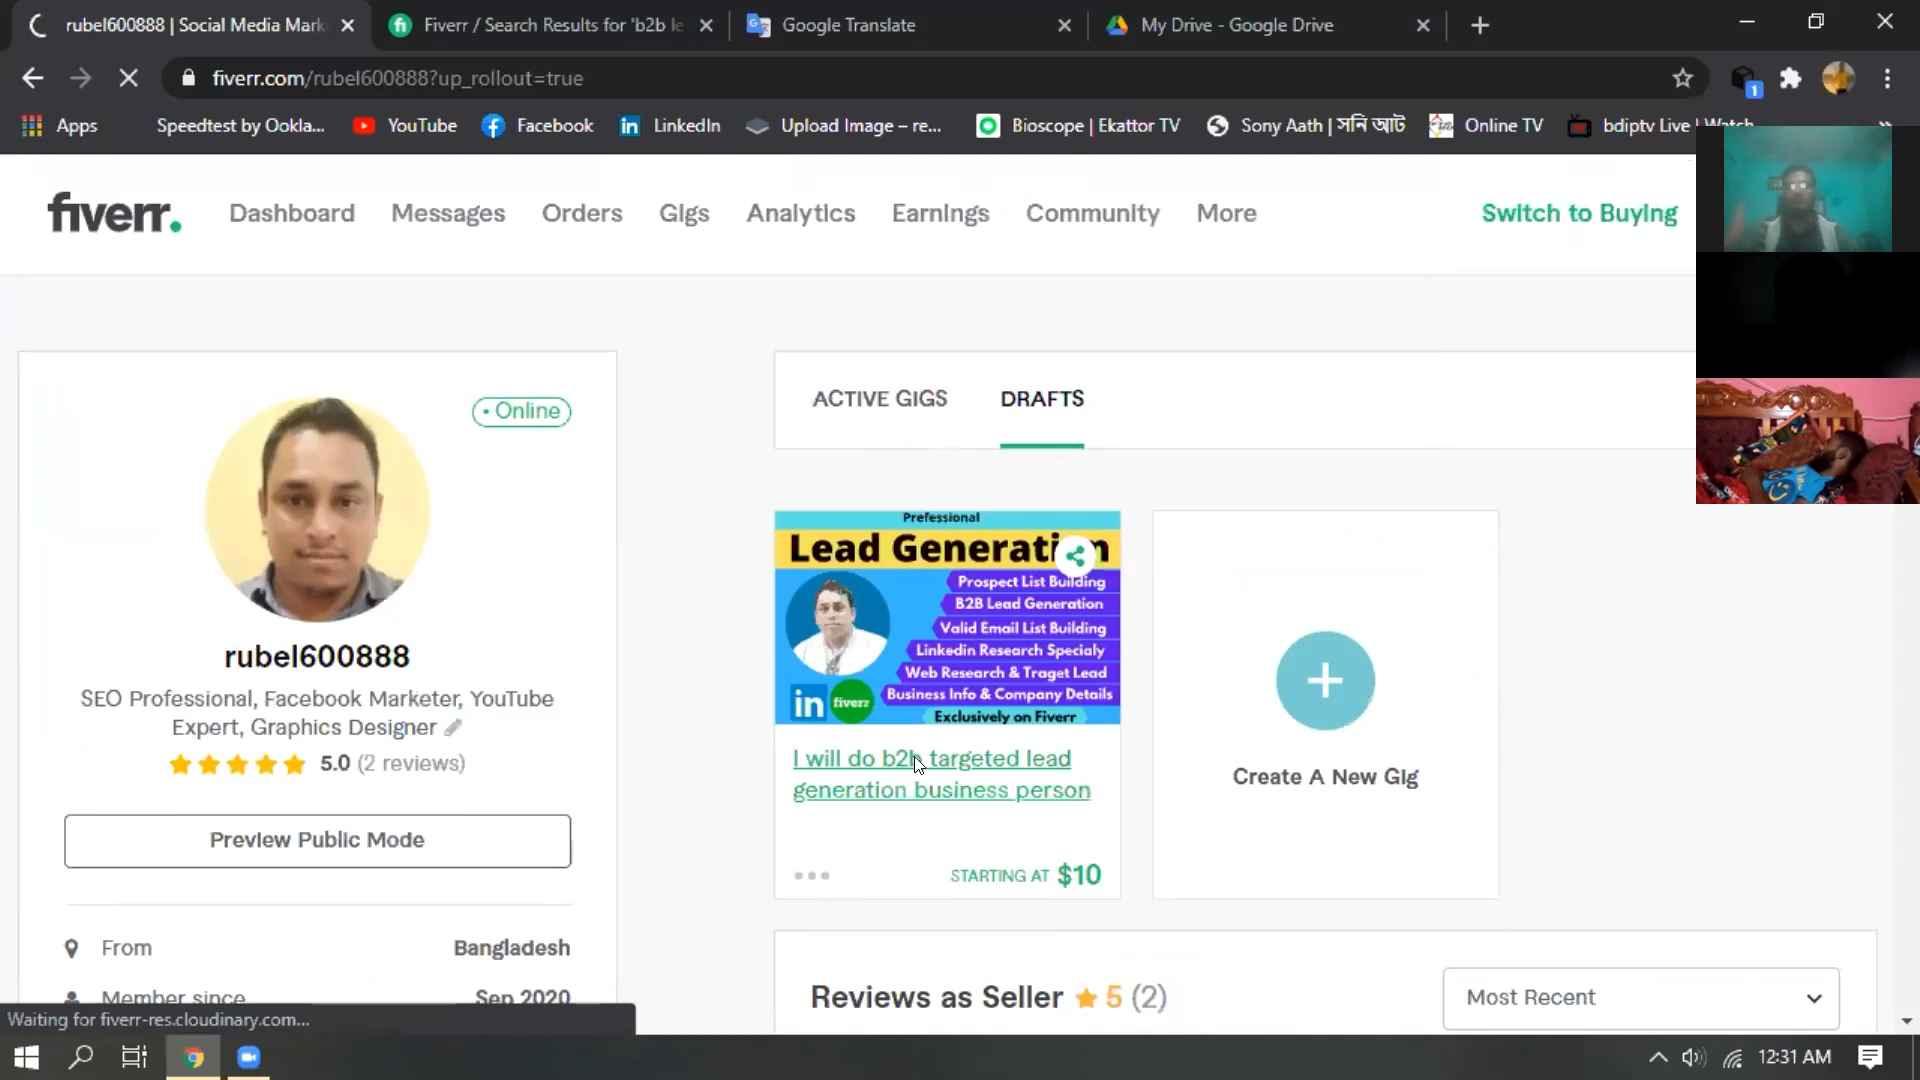 rubel600888 | Social Media Mark
Fiverr / Search Results for 'b2b le
Google Translate
My Drive - Google Drive
fiverr.com/rubel600888?up_rollout=true
1
Apps
Speedtest by Ookla...
YouTube
Facebook
LinkedIn
Upload Image – re...
Bioscope | Ekattor TV
Sony Aath | সনি আট
Online TV
bdiptv Live | Watch
fiverr.
Dashboard
Messages
Orders
Gigs
Analytics
Earnings
Community
More
Switch to Buying
• Online
rubel600888
SEO Professional, Facebook Marketer, YouTube
Expert, Graphics Designer
5.0 (2 reviews)
Preview Public Mode
From
Bangladesh
Member since
Sep 2020
ACTIVE GIGS
DRAFTS
Prefessional
Lead Generation
Prospect List Building
B2B Lead Generation
Valid Email List Building
Linkedin Research Specialy
Web Research & Traget Lead
Business Info & Company Details
in
fiverr
Exclusively on Fiverr
I will do b2b targeted lead
generation business person
STARTING AT $10
Create A New Gig
Reviews as Seller 5 (2)
Most Recent
Waiting for fiverr-res.cloudinary.com...
12:31 AM